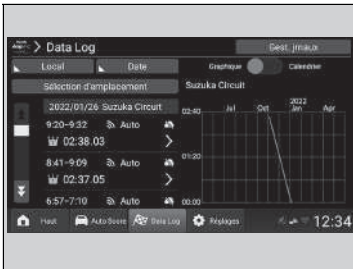 > Data Log
Gest. jrnaux
Local
Date
Graphique
Calendrier
Sélection d'emplacement
Suzuka Circuit
2022/01/26 Suzuka Circuit
9:20-9:32 Auto
02:38.03 >
8:41-9:09 Auto
02:37.05 >
6:57-7:10 Auto
02:40
01:20
00:00
Jul
Oct
2022
Jan
Apr
Haut
Auto Score
Data Log
Réglages
12:34